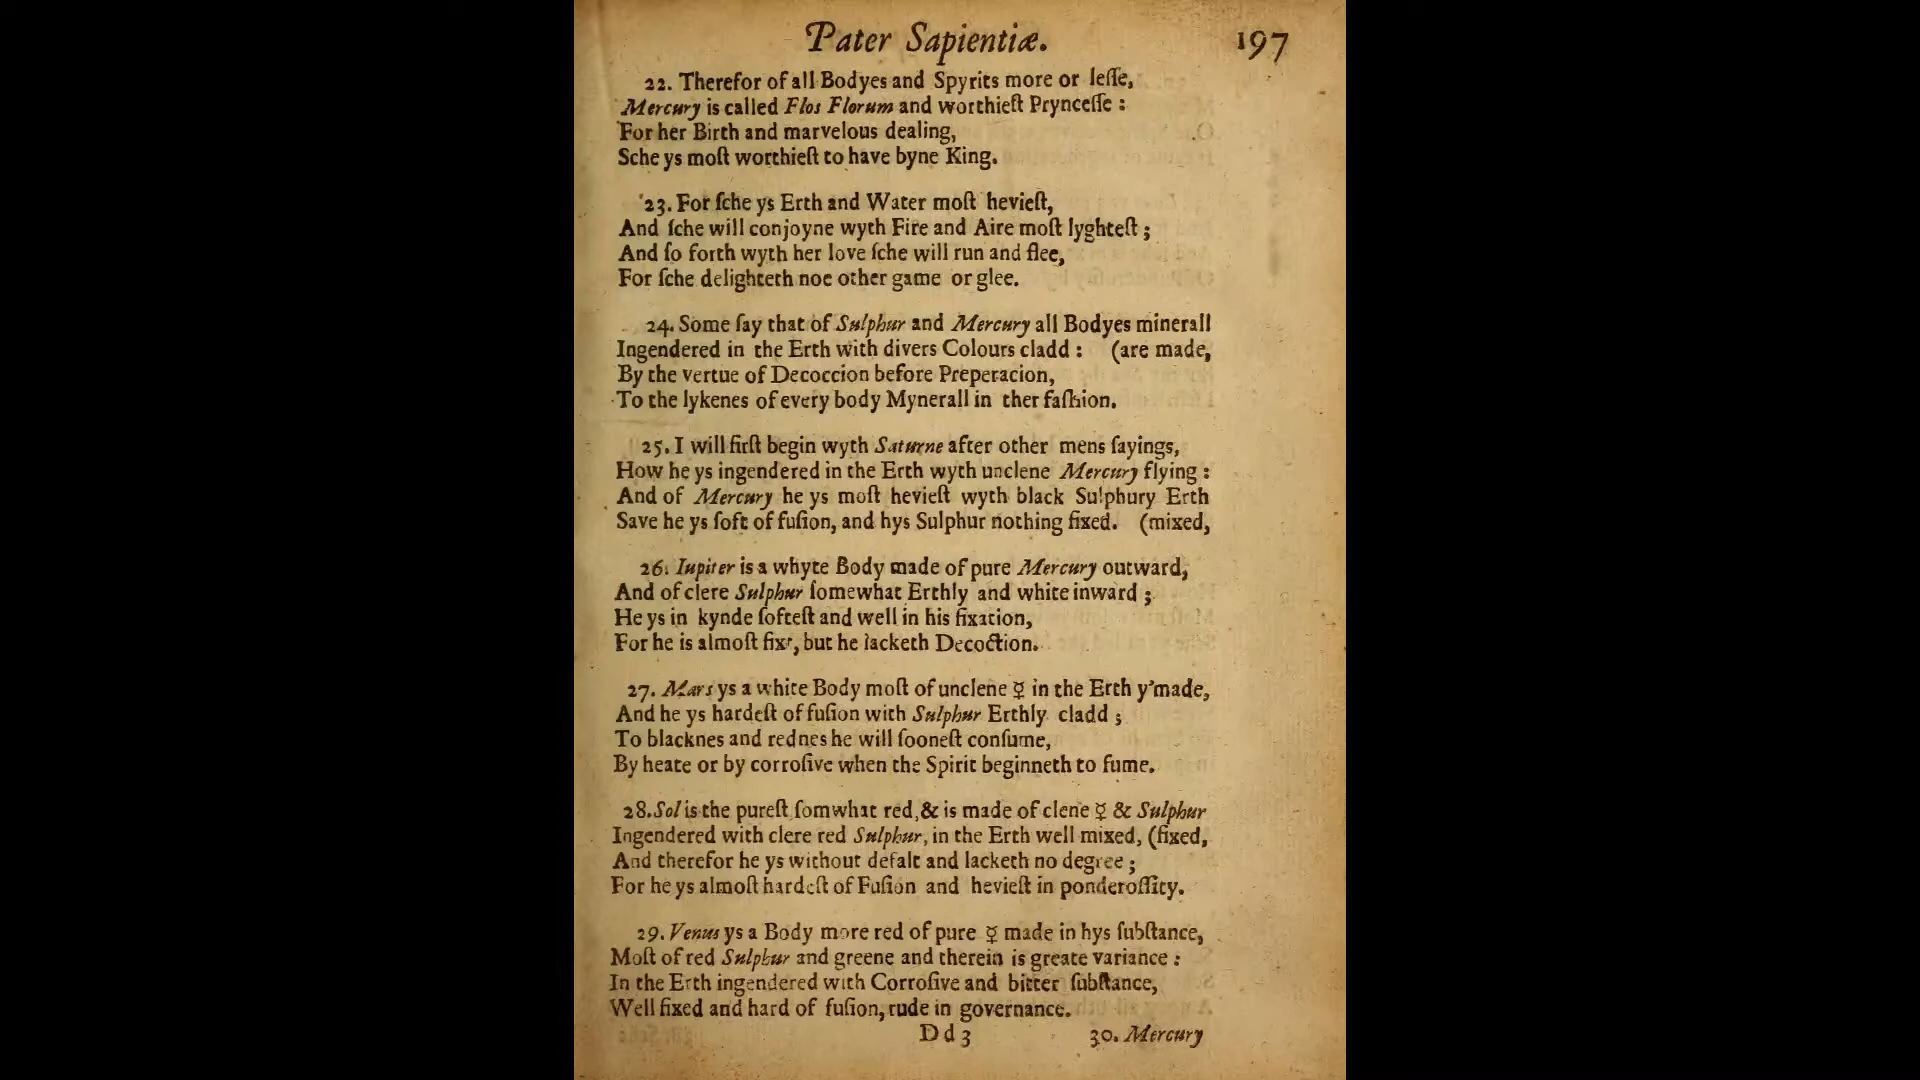 Pater Sapientiæ. 197
22. Therefor of all Bodyes and Spyrits more or leſſe,
Mercury is called Flos Florum and worthieſt Prynceſſe :
For her Birth and marvelous dealing,
Sche ys moſt worthieſt to have byne King.
23. For ſche ys Erth and Water moſt hevieſt,
And ſche will conjoyne wyth Fire and Aire moſt lyghteſt ;
And ſo forth wyth her love ſche will run and flee,
For ſche delighteth noe other game or glee.
24. Some ſay that of Sulphur and Mercury all Bodyes minerall
Ingendered in the Erth with divers Colours cladd : (are made,
By the vertue of Decoccion before Preperacion,
To the lykenes of every body Mynerall in ther faſhion.
25. I will firſt begin wyth Saturne after other mens ſayings,
How he ys ingendered in the Erth wyth unclene Mercury flying :
And of Mercury he ys moſt hevieſt wyth black Sulphury Erth
Save he ys ſoft of fuſion, and hys Sulphur nothing fixed. (mixed,
26. Iupiter is a whyte Body made of pure Mercury outward,
And of clere Sulphur ſomewhat Erthly and white inward ;
He ys in kynde ſofteſt and well in his fixation,
For he is almoſt fixt, but he lacketh Decoction.
27. Mars ys a white Body moſt of unclene ☿ in the Erth y'made,
And he ys hardeſt of fuſion with Sulphur Erthly cladd ;
To blacknes and rednes he will ſooneſt conſume,
By heate or by corroſive when the Spirit beginneth to fume.
28. Sol is the pureſt ſomwhat red, & is made of clene ☿ & Sulphur
Ingendered with clere red Sulphur, in the Erth well mixed, (fixed,
And therefor he ys without defalt and lacketh no degree ;
For he ys almoſt hardeſt of Fuſion and hevieſt in ponderoſſity.
29. Venus ys a Body more red of pure ☿ made in hys ſubſtance,
Moſt of red Sulphur and greene and therein is greate variance :
In the Erth ingendered with Corroſive and bitter ſubſtance,
Well fixed and hard of fuſion, rude in governance.
D d 3 30. Mercury